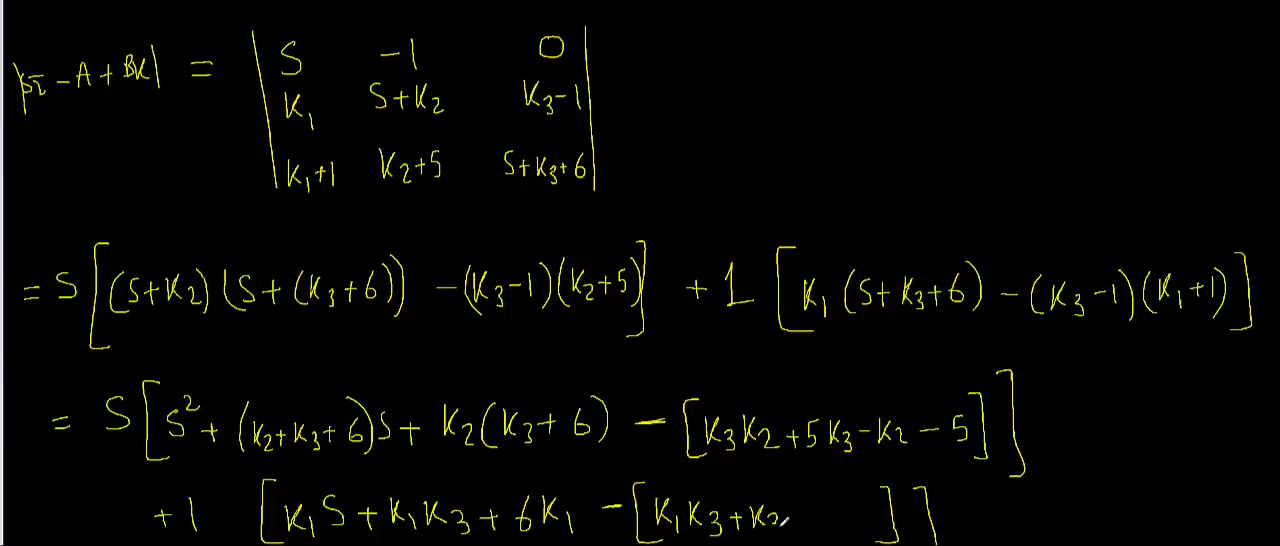 |SI - A + BK| = | S -1 0 |
| K₁ S+K₂ K₃-1 |
| K₁+1 K₂+5 S+K₃+6 |
= S [(S+K₂) (S + (K₃+6)) - (K₃-1)(K₂+5)] + 1 [K₁ (S+K₃+6) - (K₃-1)(K₁+1)]
= S [S² + (K₂+K₃+6)S + K₂(K₃+6) - [K₃K₂+5K₃-K₂-5]]
+1 [K₁S + K₁K₃ + 6K₁ - [K₁K₃+K₃ ]]